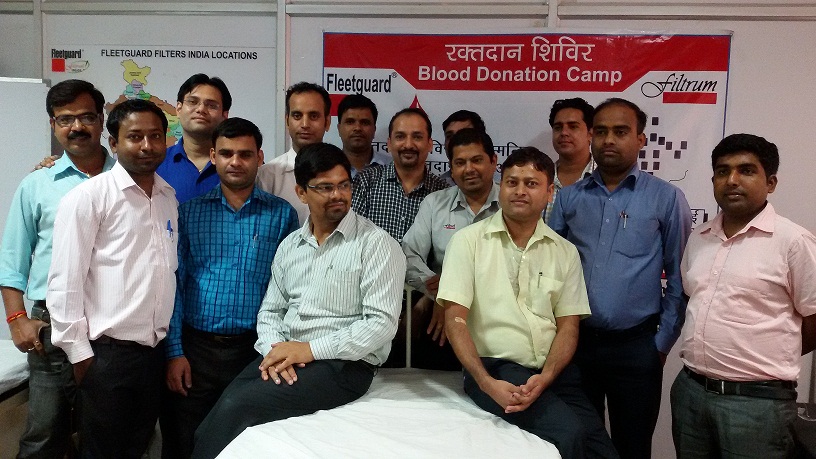 Fleetguard®
FLEETGUARD FILTERS INDIA LOCATIONS
रक्तदान शिविर
Blood Donation Camp
Fleetguard®
Filtrum